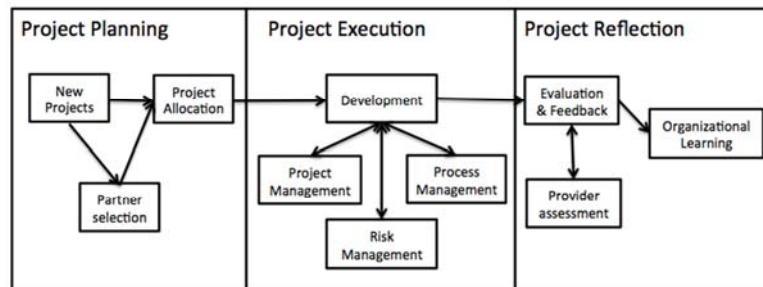 Project Planning
New
Projects
Project
Allocation
Partner
selection
Project Execution
Development
Project
Management
Process
Management
Risk
Management
Project Reflection
Evaluation
& Feedback
Organizational
Learning
Provider
assessment